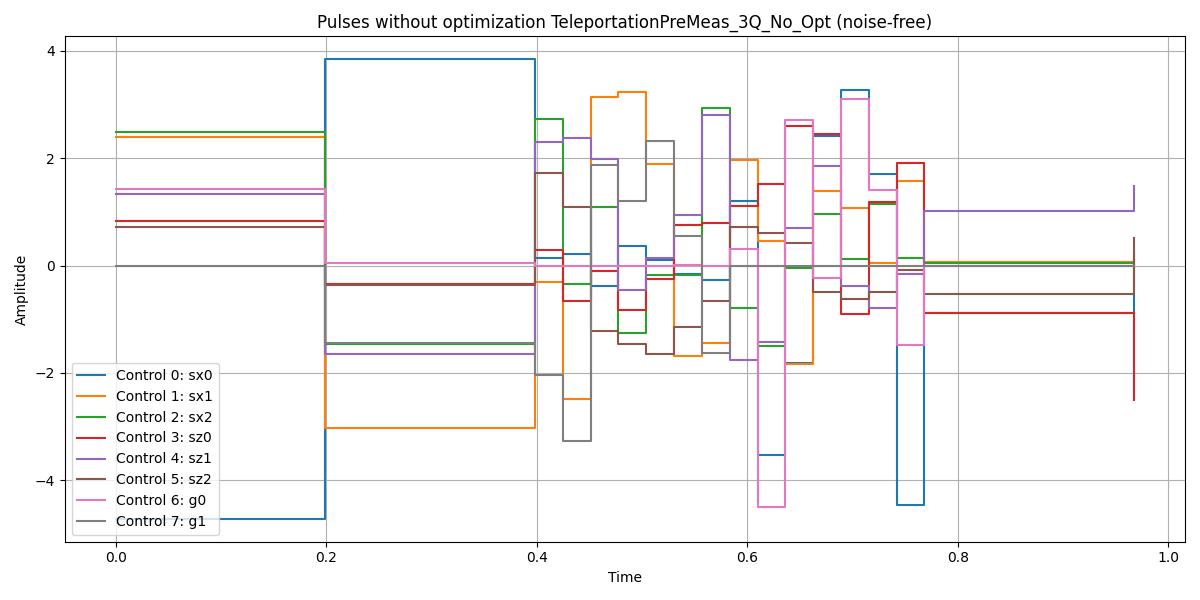 Pulses without optimization TeleportationPreMeas_3Q_No_Opt (noise-free)
4
2
0
−2
−4
Amplitude
Control 0: sx0
Control 1: sx1
Control 2: sx2
Control 3: sz0
Control 4: sz1
Control 5: sz2
Control 6: g0
Control 7: g1
0.0 0.2 0.4 0.6 0.8 1.0
Time